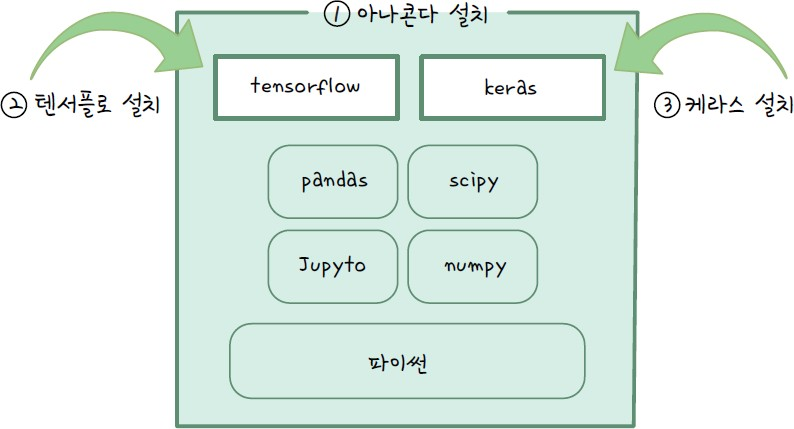 ① 아나콘다 설치
tensorflow
keras
② 텐서플로 설치
③ 케라스 설치
pandas
scipy
Jupyto
numpy
파이썬